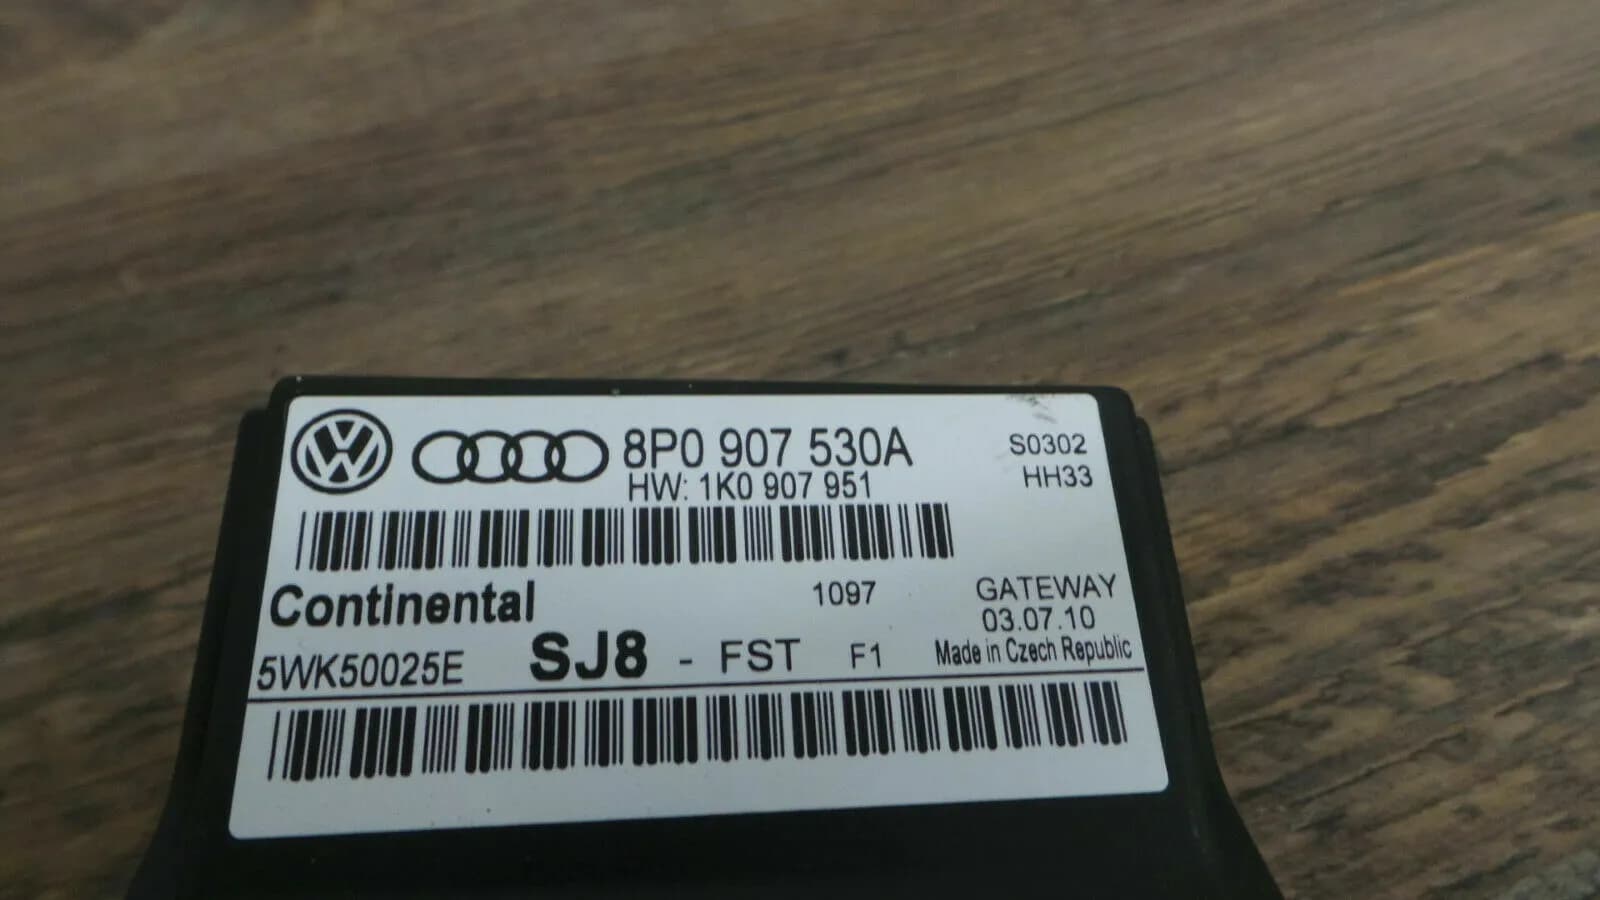 8P0 907 530A
HW: 1K0 907 951
S0302
HH33
Continental
1097
GATEWAY
03.07.10
5WK50025E
SJ8 - FST F1
Made in Czech Republic